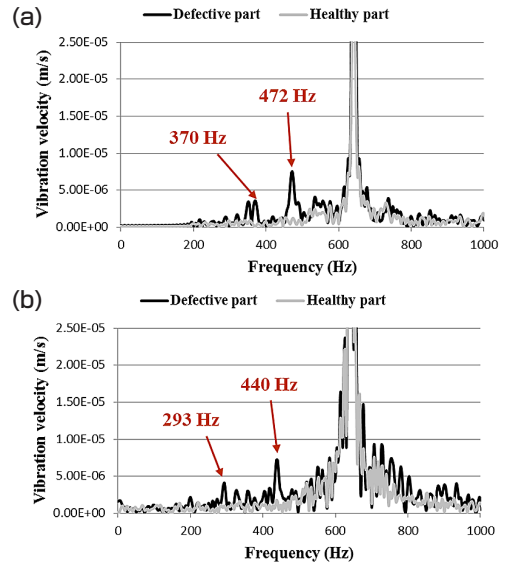 (a)
Defective part
Healthy part
2.50E-05
2.00E-05
1.50E-05
1.00E-05
5.00E-06
0.00E+00
Vibration velocity (m/s)
472 Hz
370 Hz
0
200
400
600
800
1000
Frequency (Hz)
(b)
Defective part
Healthy part
2.50E-05
2.00E-05
1.50E-05
1.00E-05
5.00E-06
0.00E+00
Vibration velocity (m/s)
440 Hz
293 Hz
0
200
400
600
800
1000
Frequency (Hz)